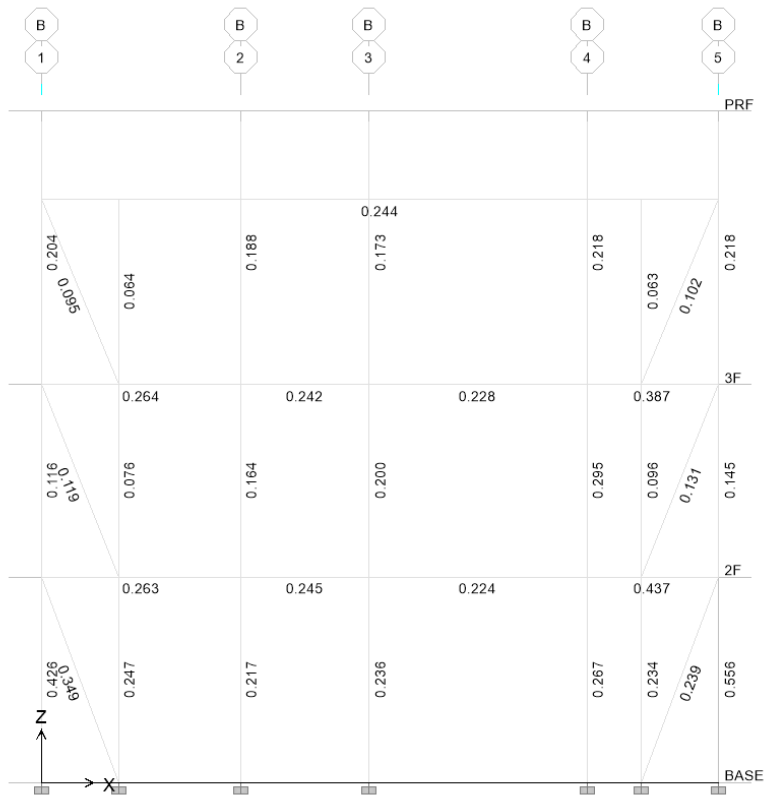 B B B B B
1 2 3 4 5
PRF
0.244
0.204 0.095 0.064 0.188 0.173 0.218 0.063 0.102 0.218
3F
0.264 0.242 0.228 0.387
0.116 0.119 0.076 0.164 0.200 0.295 0.096 0.131 0.145
2F
0.263 0.245 0.224 0.437
0.426 0.349 0.247 0.217 0.236 0.267 0.234 0.239 0.556
Z
X
BASE